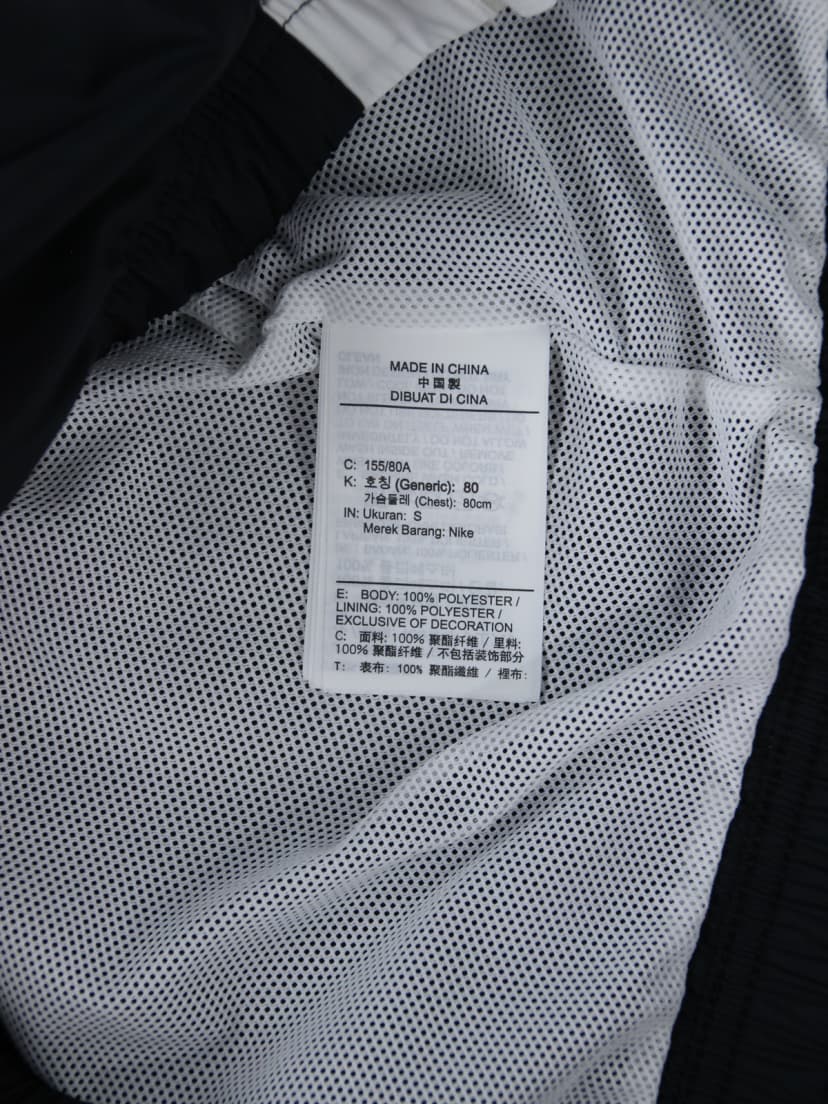 MADE IN CHINA
中国製
DIBUAT DI CINA
C: 155/80A
K: 호칭 (Generic): 80
가슴둘레 (Chest): 80cm
IN: Ukuran: S
Merek Barang: Nike
E: BODY: 100% POLYESTER /
LINING: 100% POLYESTER /
EXCLUSIVE OF DECORATION
C: 面料: 100% 聚酯纤维 / 里料:
100% 聚酯纤维 / 不包括装饰部分
T: 表布: 100% 聚酯纖維 / 裡布: